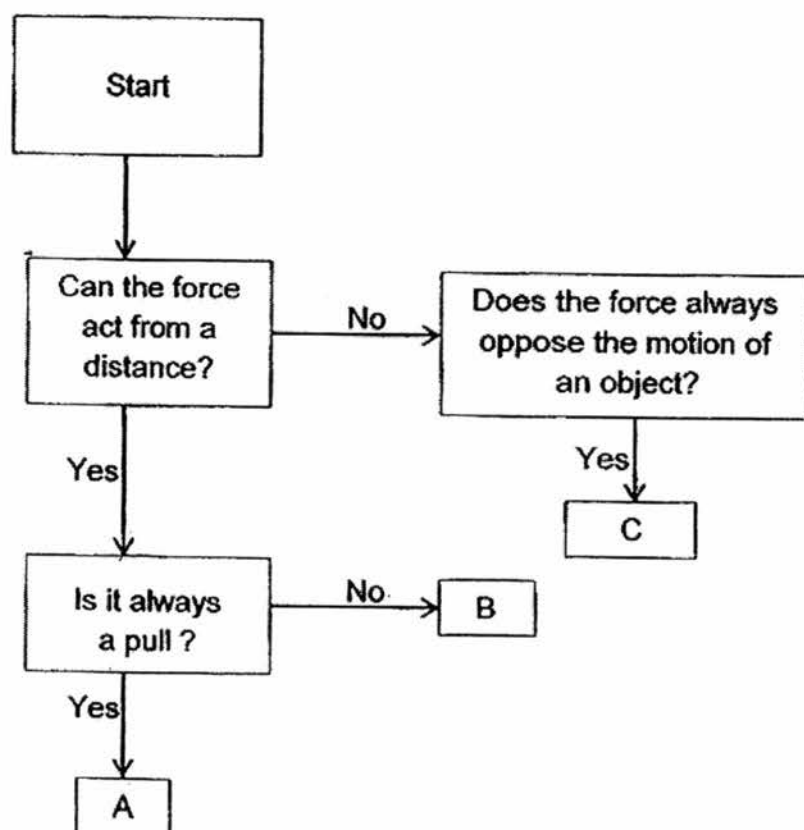 Start
Can the force
act from a
distance?
No
Does the force always
oppose the motion of
an object?
Yes
Yes
C
Is it always
a pull ?
No
B
Yes
A